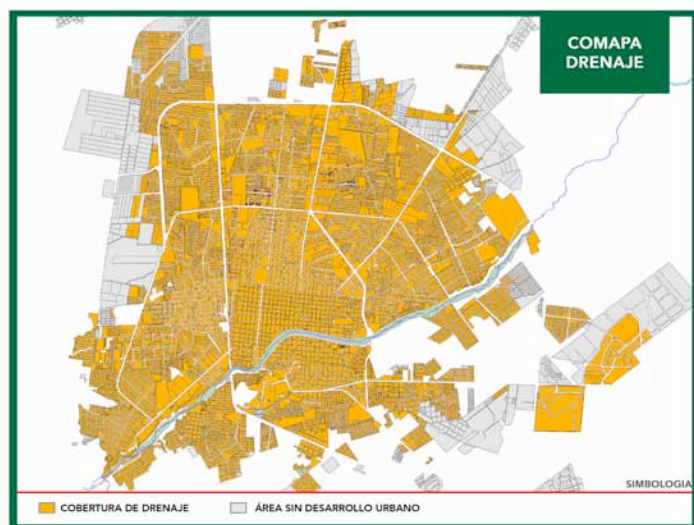 COMAPA
DRENAJE
SIMBOLOGIA
COBERTURA DE DRENAJE
ÁREA SIN DESARROLLO URBANO